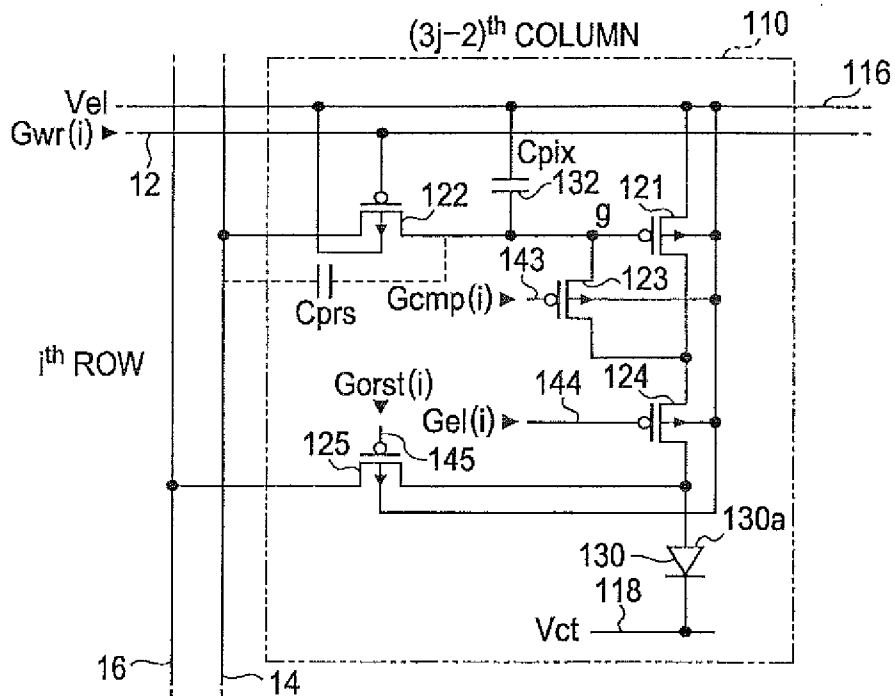 (3j-2)th COLUMN
110
Vel
116
Gwr(i)
12
Cpix
132
121
122
g
143
123
Cprs
Gcmp(i)
ith ROW
124
Gorst(i)
Gel(i)
144
125
145
130a
130
118
Vct
16
14